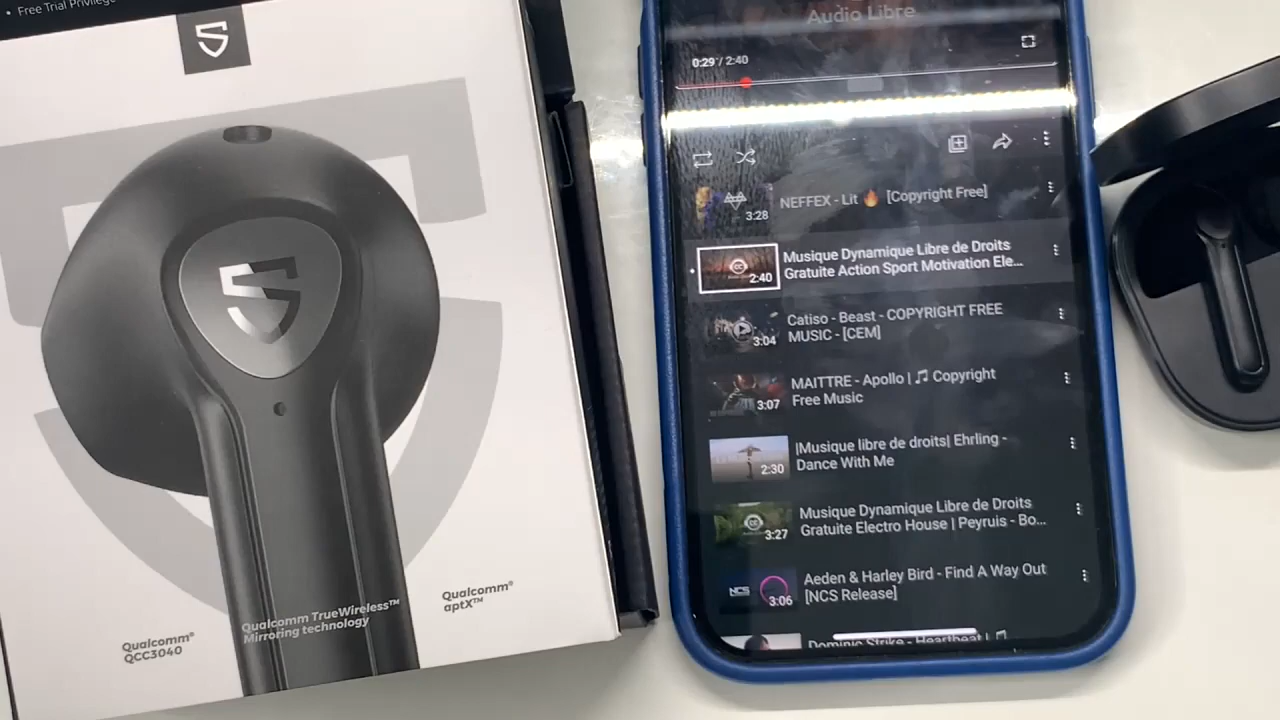 • Free Trial Privilege
Qualcomm®
QCC3040
Qualcomm TrueWireless™
Mirroring technology
Qualcomm®
aptX™
Audio Libre
0:29 / 2:40
NEFFEX - Lit 🔥 [Copyright Free]
3:28
Musique Dynamique Libre de Droits
Gratuite Action Sport Motivation Ele...
2:40
Catiso - Beast - COPYRIGHT FREE
MUSIC - [CEM]
3:04
MAITTRE - Apollo | 🎵 Copyright
Free Music
3:07
|Musique libre de droits| Ehrling -
Dance With Me
2:30
Musique Dynamique Libre de Droits
Gratuite Electro House | Peyruis - Bo...
3:27
Aeden & Harley Bird - Find A Way Out
[NCS Release]
NCS
3:06
Dominic Strike - Heartbeat | 🎵